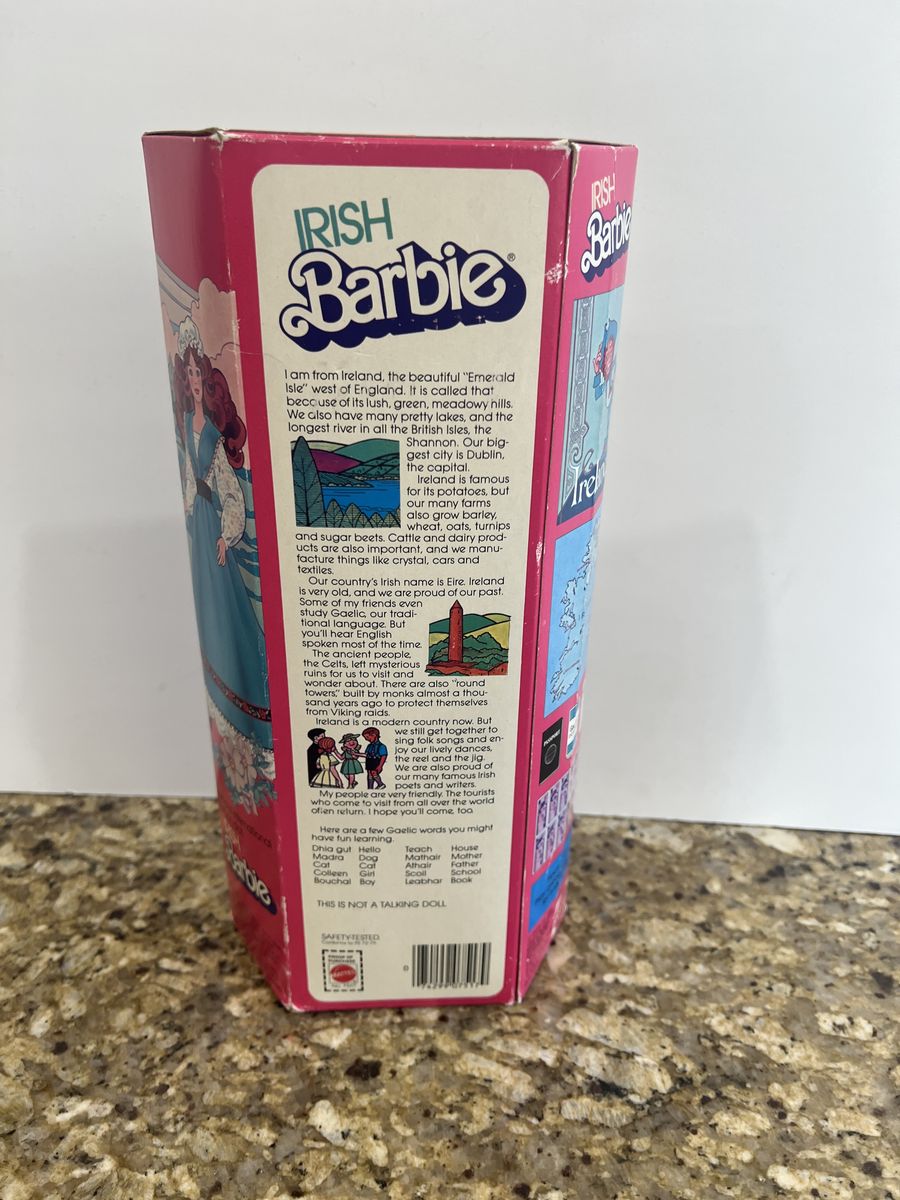 IRISH
Barbie®
I am from Ireland, the beautiful "Emerald
Isle" west of England. It is called that
because of its lush, green, meadowy hills.
We also have many pretty lakes, and the
longest river in all the British Isles, the
Shannon. Our big-
gest city is Dublin,
the capital.
Ireland is famous
for its potatoes, but
our many farms
also grow barley,
wheat, oats, turnips
and sugar beets. Cattle and dairy prod-
ucts are also important, and we manu-
facture things like crystal, cars and
textiles.
Our country's Irish name is Eire. Ireland
is very old, and we are proud of our past.
Some of my friends even
study Gaelic, our tradi-
tional language. But
you'll hear English
spoken most of the time.
The ancient people,
the Celts, left mysterious
ruins for us to visit and
wonder about. There are also "round
towers," built by monks almost a thou-
sand years ago to protect themselves
from Viking raids.
Ireland is a modern country now. But
we still get together to
sing folk songs and en-
joy our lively dances,
the reel and the jig.
We are also proud of
our many famous Irish
poets and writers.
My people are very friendly. The tourists
who come to visit from all over the world
often return. I hope you'll come, too.
Here are a few Gaelic words you might
have fun learning.
Dhia gut Hello Teach House
Madra Dog Mathair Mother
Cat Cat Athair Father
Colleen Girl Scoil School
Bouchal Boy Leabhar Book
THIS IS NOT A TALKING DOLL
SAFETY-TESTED
PROOF OF
PURCHASE
MATTEL
IRISH
Barbie
Irel
PASSPORT